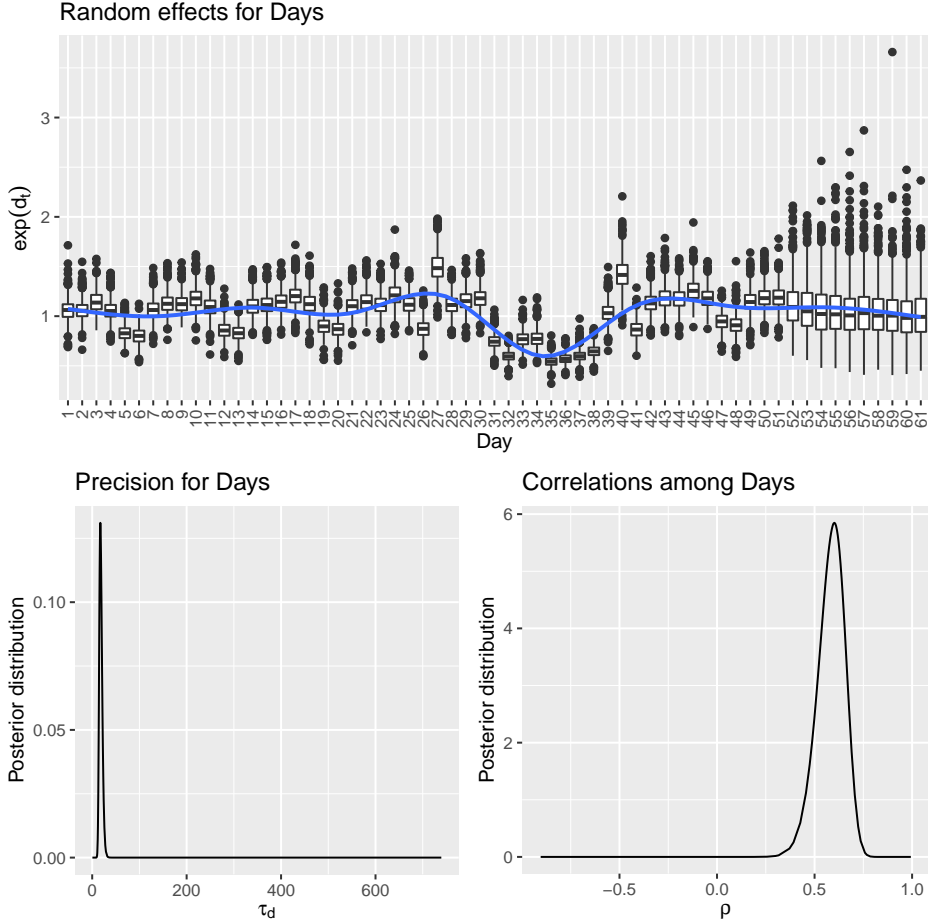 Random effects for Days
3
2
1
exp(dt)
1 2 3 4 5 6 7 8 9 10 11 12 13 14 15 16 17 18 19 20 21 22 23 24 25 26 27 28 29 30 31 32 33 34 35 36 37 38 39 40 41 42 43 44 45 46 47 48 49 50 51 52 53 54 55 56 57 58 59 60 61
Day
Precision for Days
0.10
0.05
0.00
Posterior distribution
0 200 400 600
τd
Correlations among Days
6
4
2
0
Posterior distribution
−0.5 0.0 0.5 1.0
ρ